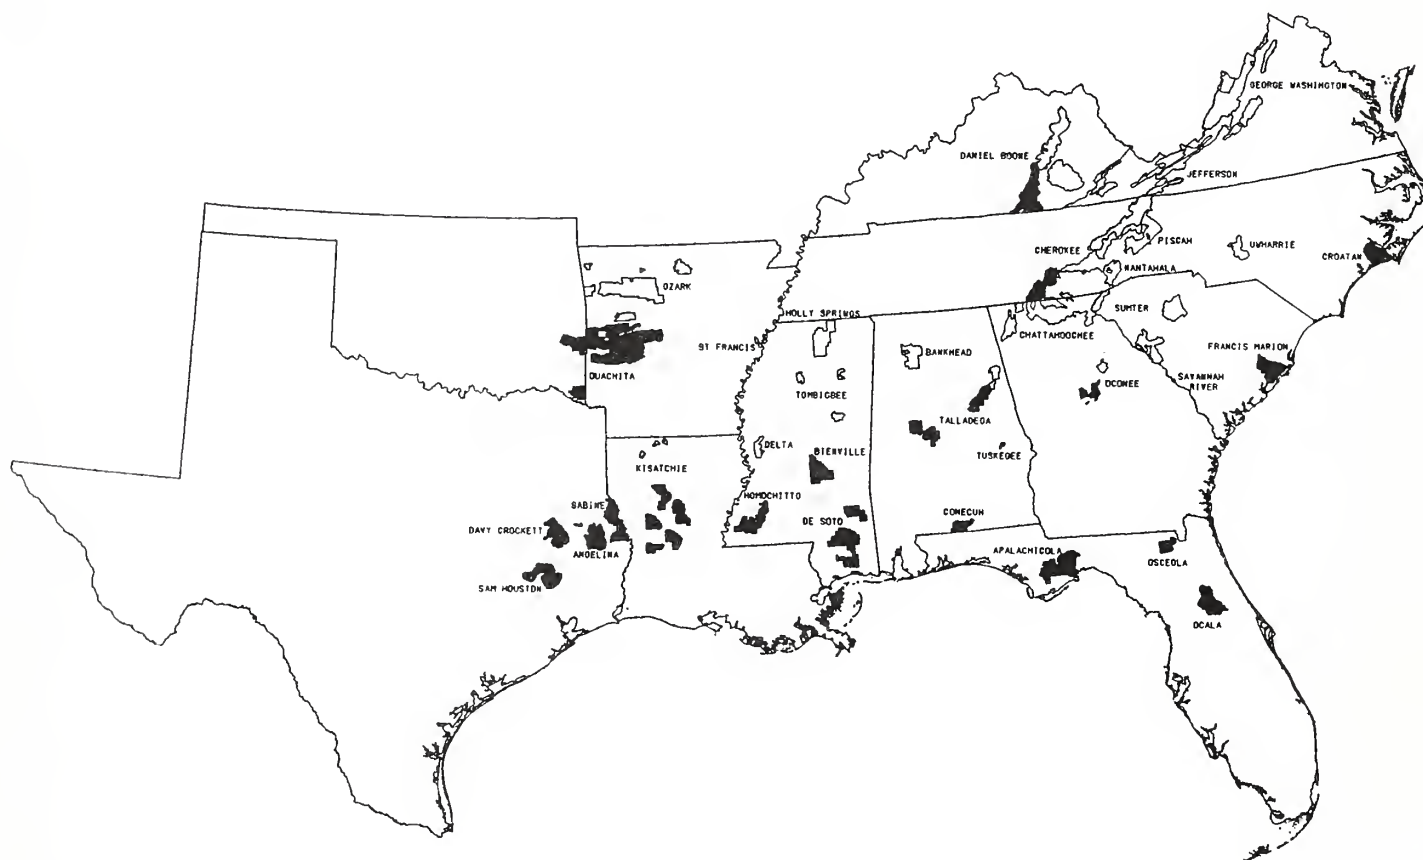 GEORGE WASHINGTON
DANIEL BOONE
JEFFERSON
CHEROKEE
PISGAH
UWHARRIE
CROATAN
NANTAHALA
OZARK
HOLLY SPRINGS
SUMTER
CHATTAHOOCHEE
ST FRANCIS
BANKHEAD
FRANCIS MARION
OUACHITA
SAVANNAH
RIVER
OCONEE
TOMBIGBEE
TALLADEGA
DELTA
BIENVILLE
TUSKEGEE
KISATCHIE
HOMOCHITTO
SABINE
DE SOTO
CONECUH
DAVY CROCKETT
ANGELINA
APALACHICOLA
OSCEOLA
SAM HOUSTON
OCALA